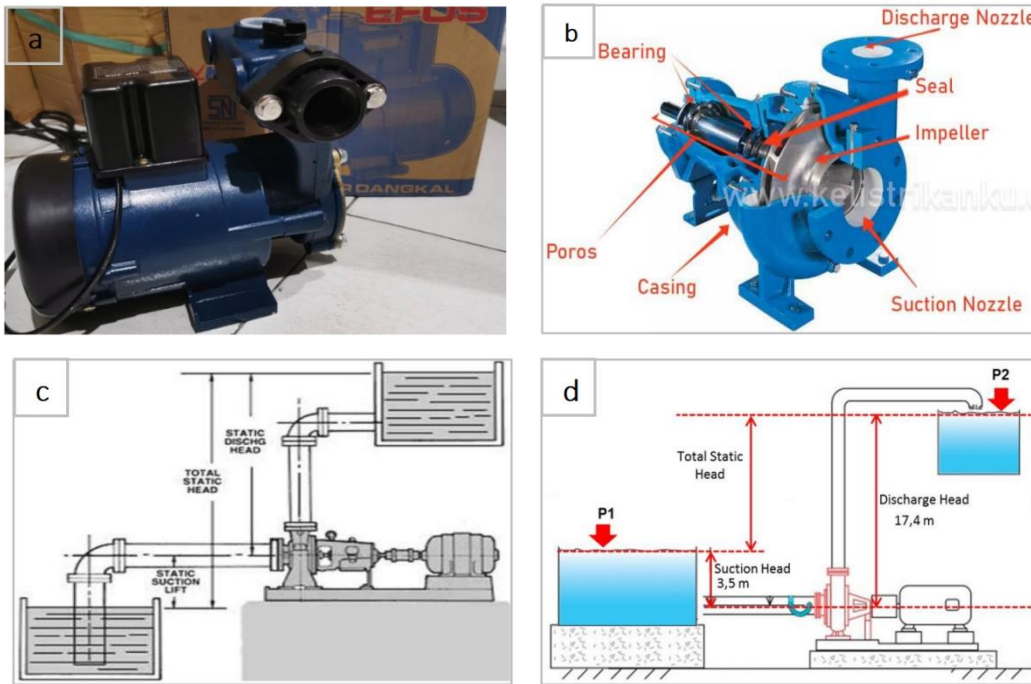 a
EFOS
SNI
R DANGKAL
b
Discharge Nozzle
Bearing
Seal
Impeller
www.kelistrikanku.c
Poros
Casing
Suction Nozzle
c
STATIC
DISCHG
HEAD
TOTAL
STATIC
HEAD
STATIC
SUCTION
LIFT
d
P2
Total Static
Head
Discharge Head
17,4 m
P1
Suction Head
3,5 m